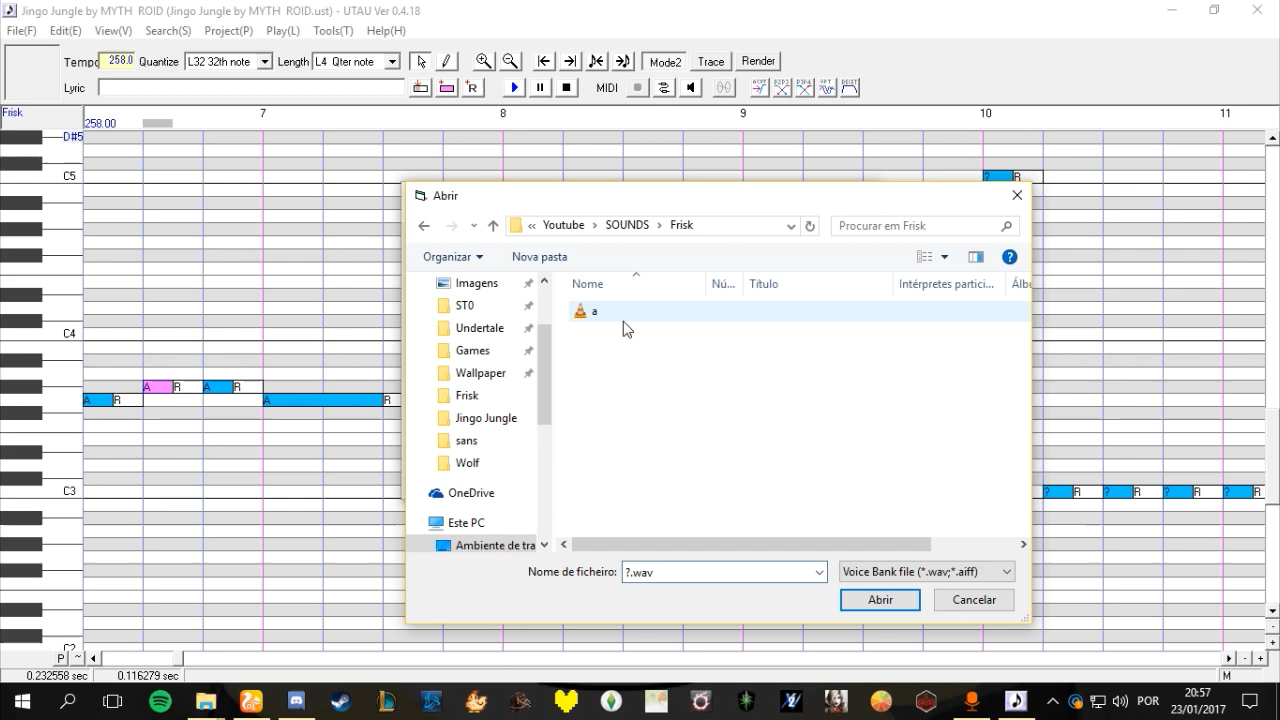 Jingo Jungle by MYTH  ROID (Jingo Jungle by MYTH  ROID.ust) - UTAU Ver 0.4.18
File(F) Edit(E) View(V) Search(S) Project(P) Play(L) Tools(T) Help(H)
Tempo 258.0 Quantize L32 32th note Length L4 Qter note Mode2 Trace Render
Lyric R MIDI
Frisk 7 8 9 10 11
258.00
D#5
C5
? R
Abrir
« Youtube > SOUNDS > Frisk Procurar em Frisk
Organizar Nova pasta
Imagens Nome Nú... Título Intérpretes partici... Álbu
ST0 a
Undertale
C4
Games
Wallpaper
A R A R
Frisk
A R A R
Jingo Jungle
sans
Wolf
C3 OneDrive ? R ? R ? R ? R
Este PC
Ambiente de tra
Nome de ficheiro: ?.wav Voice Bank file (*.wav;*.aiff)
Abrir Cancelar
C2
P ~
0.232558 sec 0.116279 sec M
POR 20:57
23/01/2017